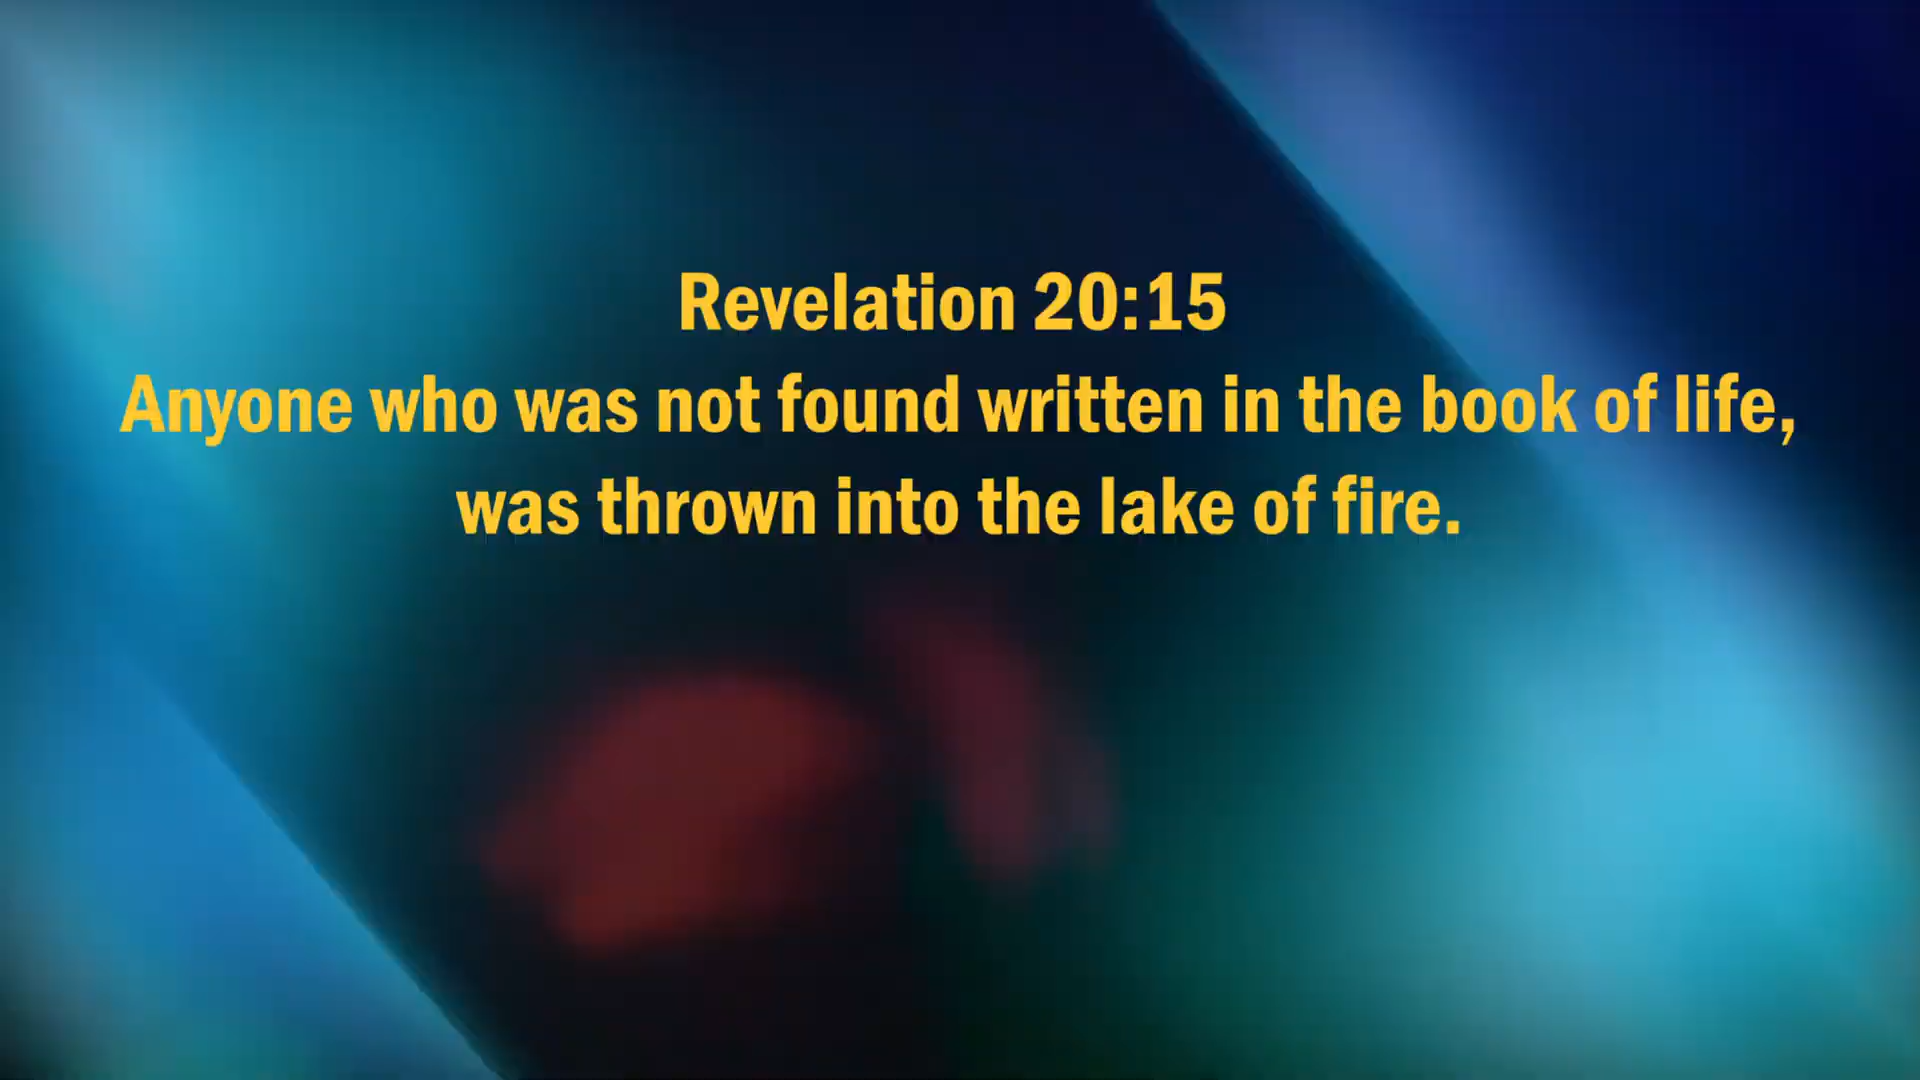 Revelation 20:15
Anyone who was not found written in the book of life,
was thrown into the lake of fire.